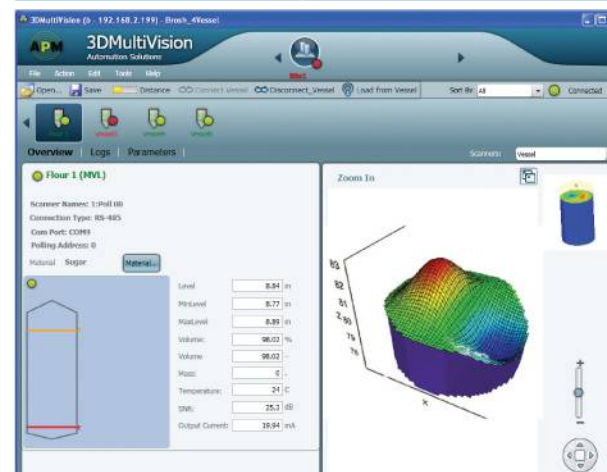 3DMultiVision (b - 192.168.2.199) - Brosh_4Vessel
APM 3DMultiVision
Automation Solutions
File Action Edit Tools Help
Open... Save Distance Connect Vessel Disconnect_Vessel Load from Vessel Sort By: All Connected
Overview Logs Parameters Scanners: Vessel
Flour 1 (MVL)
Scanner Names: 1:Poll 00
Connection Type: RS-485
Com Port: COM9
Polling Address: 0
Material Sugar Material...
Level 8.84 m
MinLevel 8.77 m
MaxLevel 8.89 m
Volume: 98.02 %
Volume 98.02 -
Mass: 0 -
Temperature: 24 C
SNR: 25.2 dB
Output Current: 19.94 mA
Zoom In
83
82
81
Z 80
79
78
X
+
-